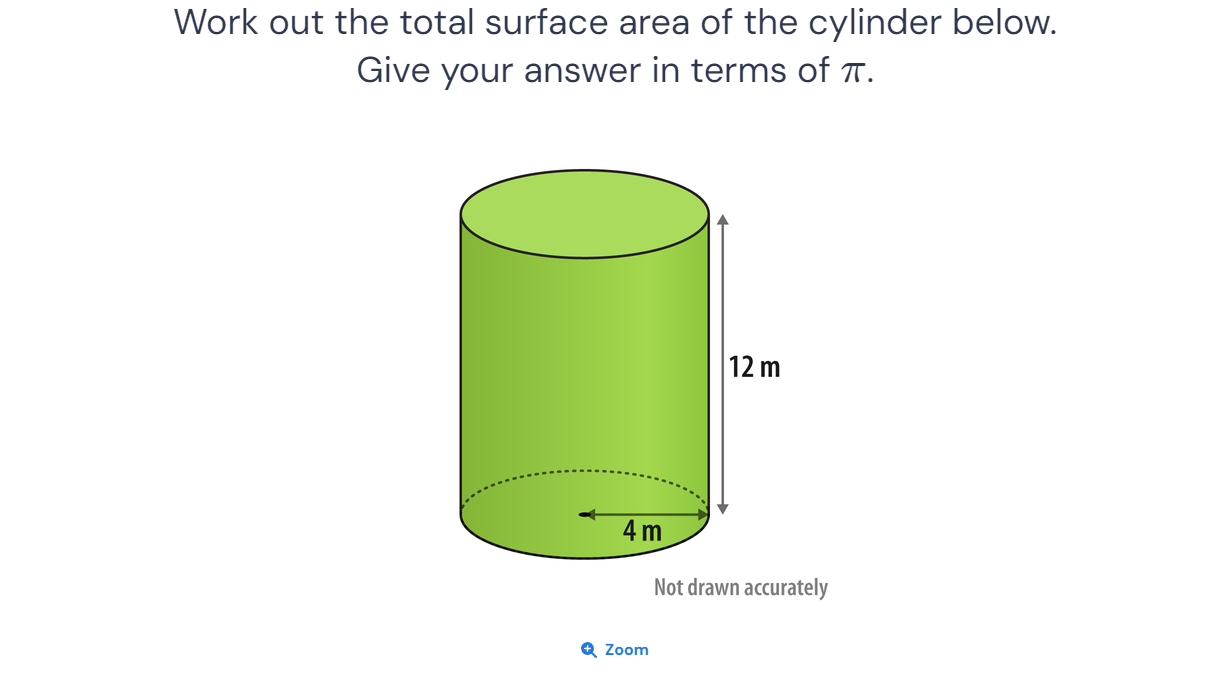 Work out the total surface area of the cylinder below.
Give your answer in terms of π.
12 m
4 m
Not drawn accurately
Zoom